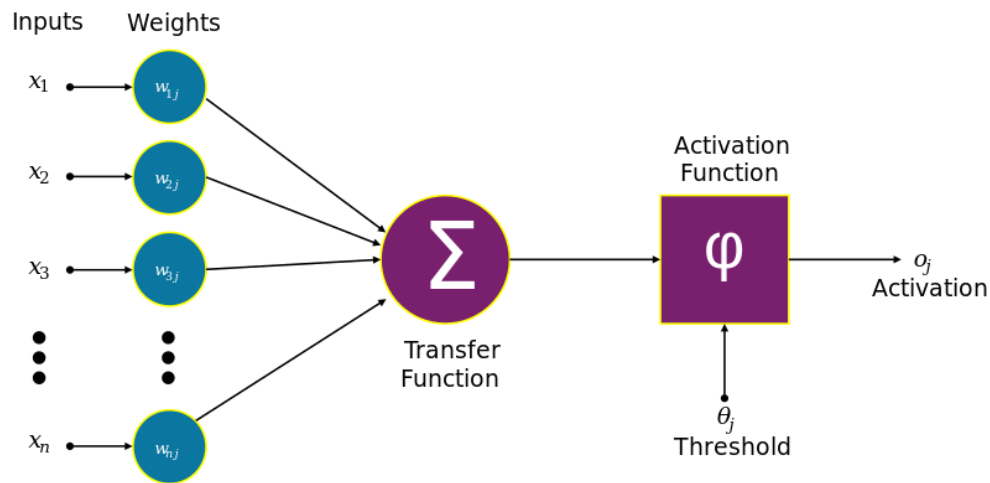 Inputs Weights
x1 w1j
x2 w2j
x3 w3j
xn wnj
Σ
Transfer
Function
Activation
Function
φ
oj
Activation
θj
Threshold